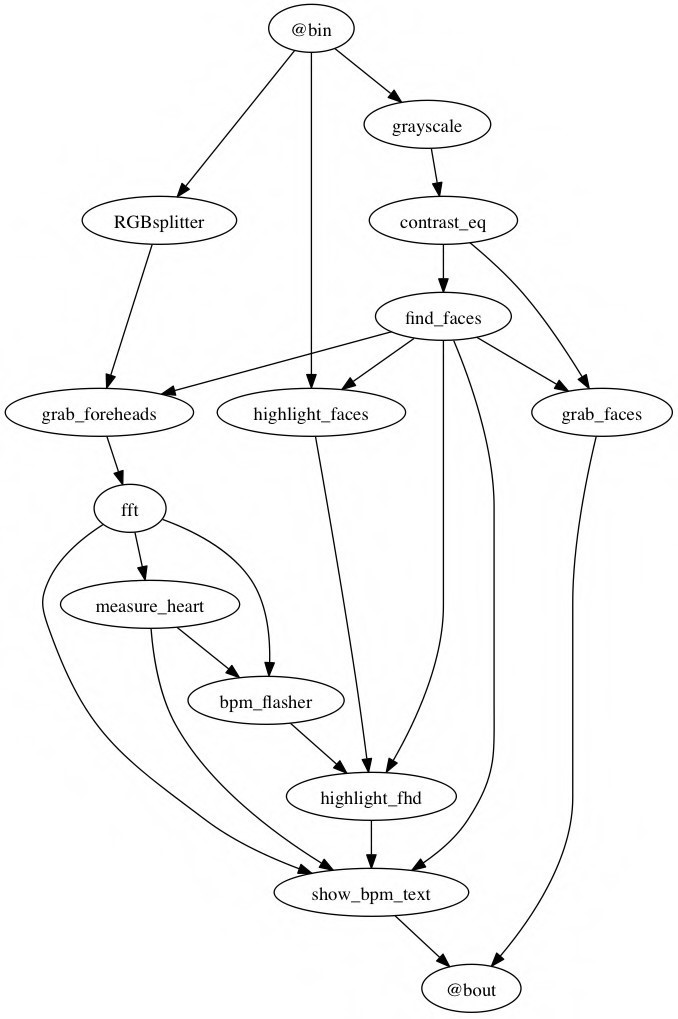 @bin
grayscale
RGBsplitter
contrast_eq
find_faces
grab_foreheads
highlight_faces
grab_faces
fft
measure_heart
bpm_flasher
highlight_fhd
show_bpm_text
@bout